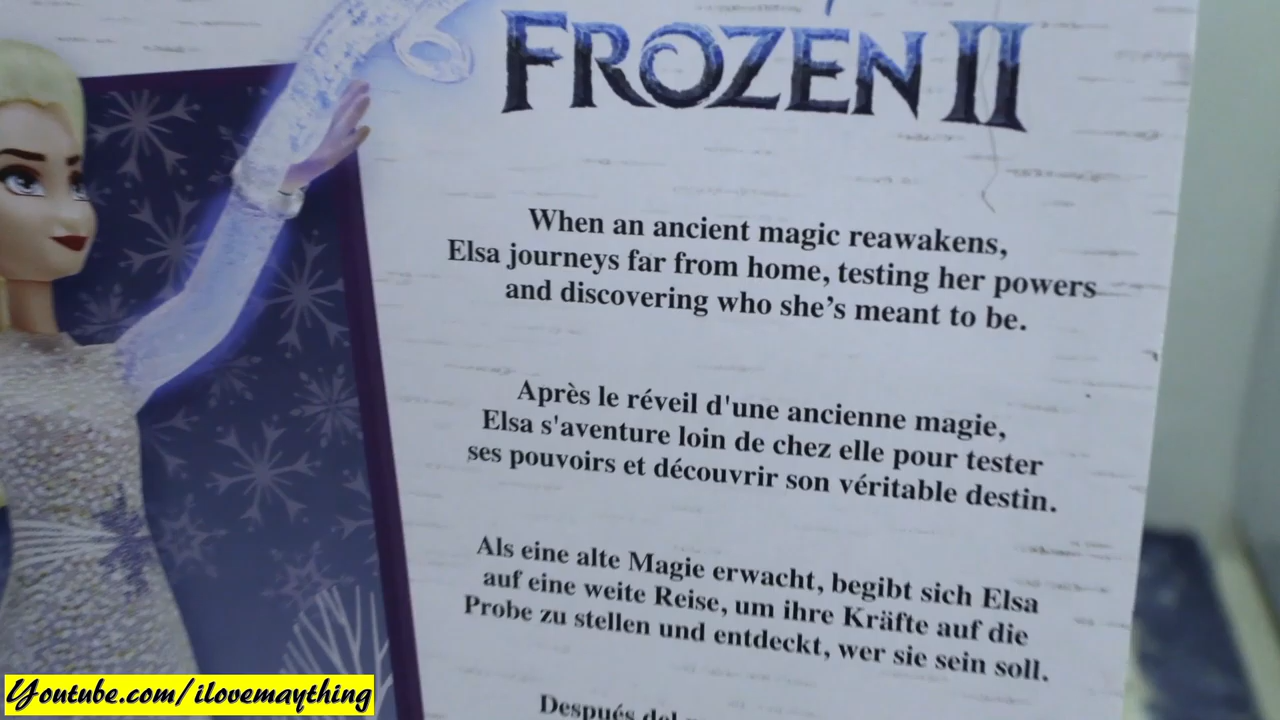 FROZEN II
When an ancient magic reawakens,
Elsa journeys far from home, testing her powers
and discovering who she's meant to be.
Après le réveil d'une ancienne magie,
Elsa s'aventure loin de chez elle pour tester
ses pouvoirs et découvrir son véritable destin.
Als eine alte Magie erwacht, begibt sich Elsa
auf eine weite Reise, um ihre Kräfte auf die
Probe zu stellen und entdeckt, wer sie sein soll.
Después del
Youtube.com/ilovemaything